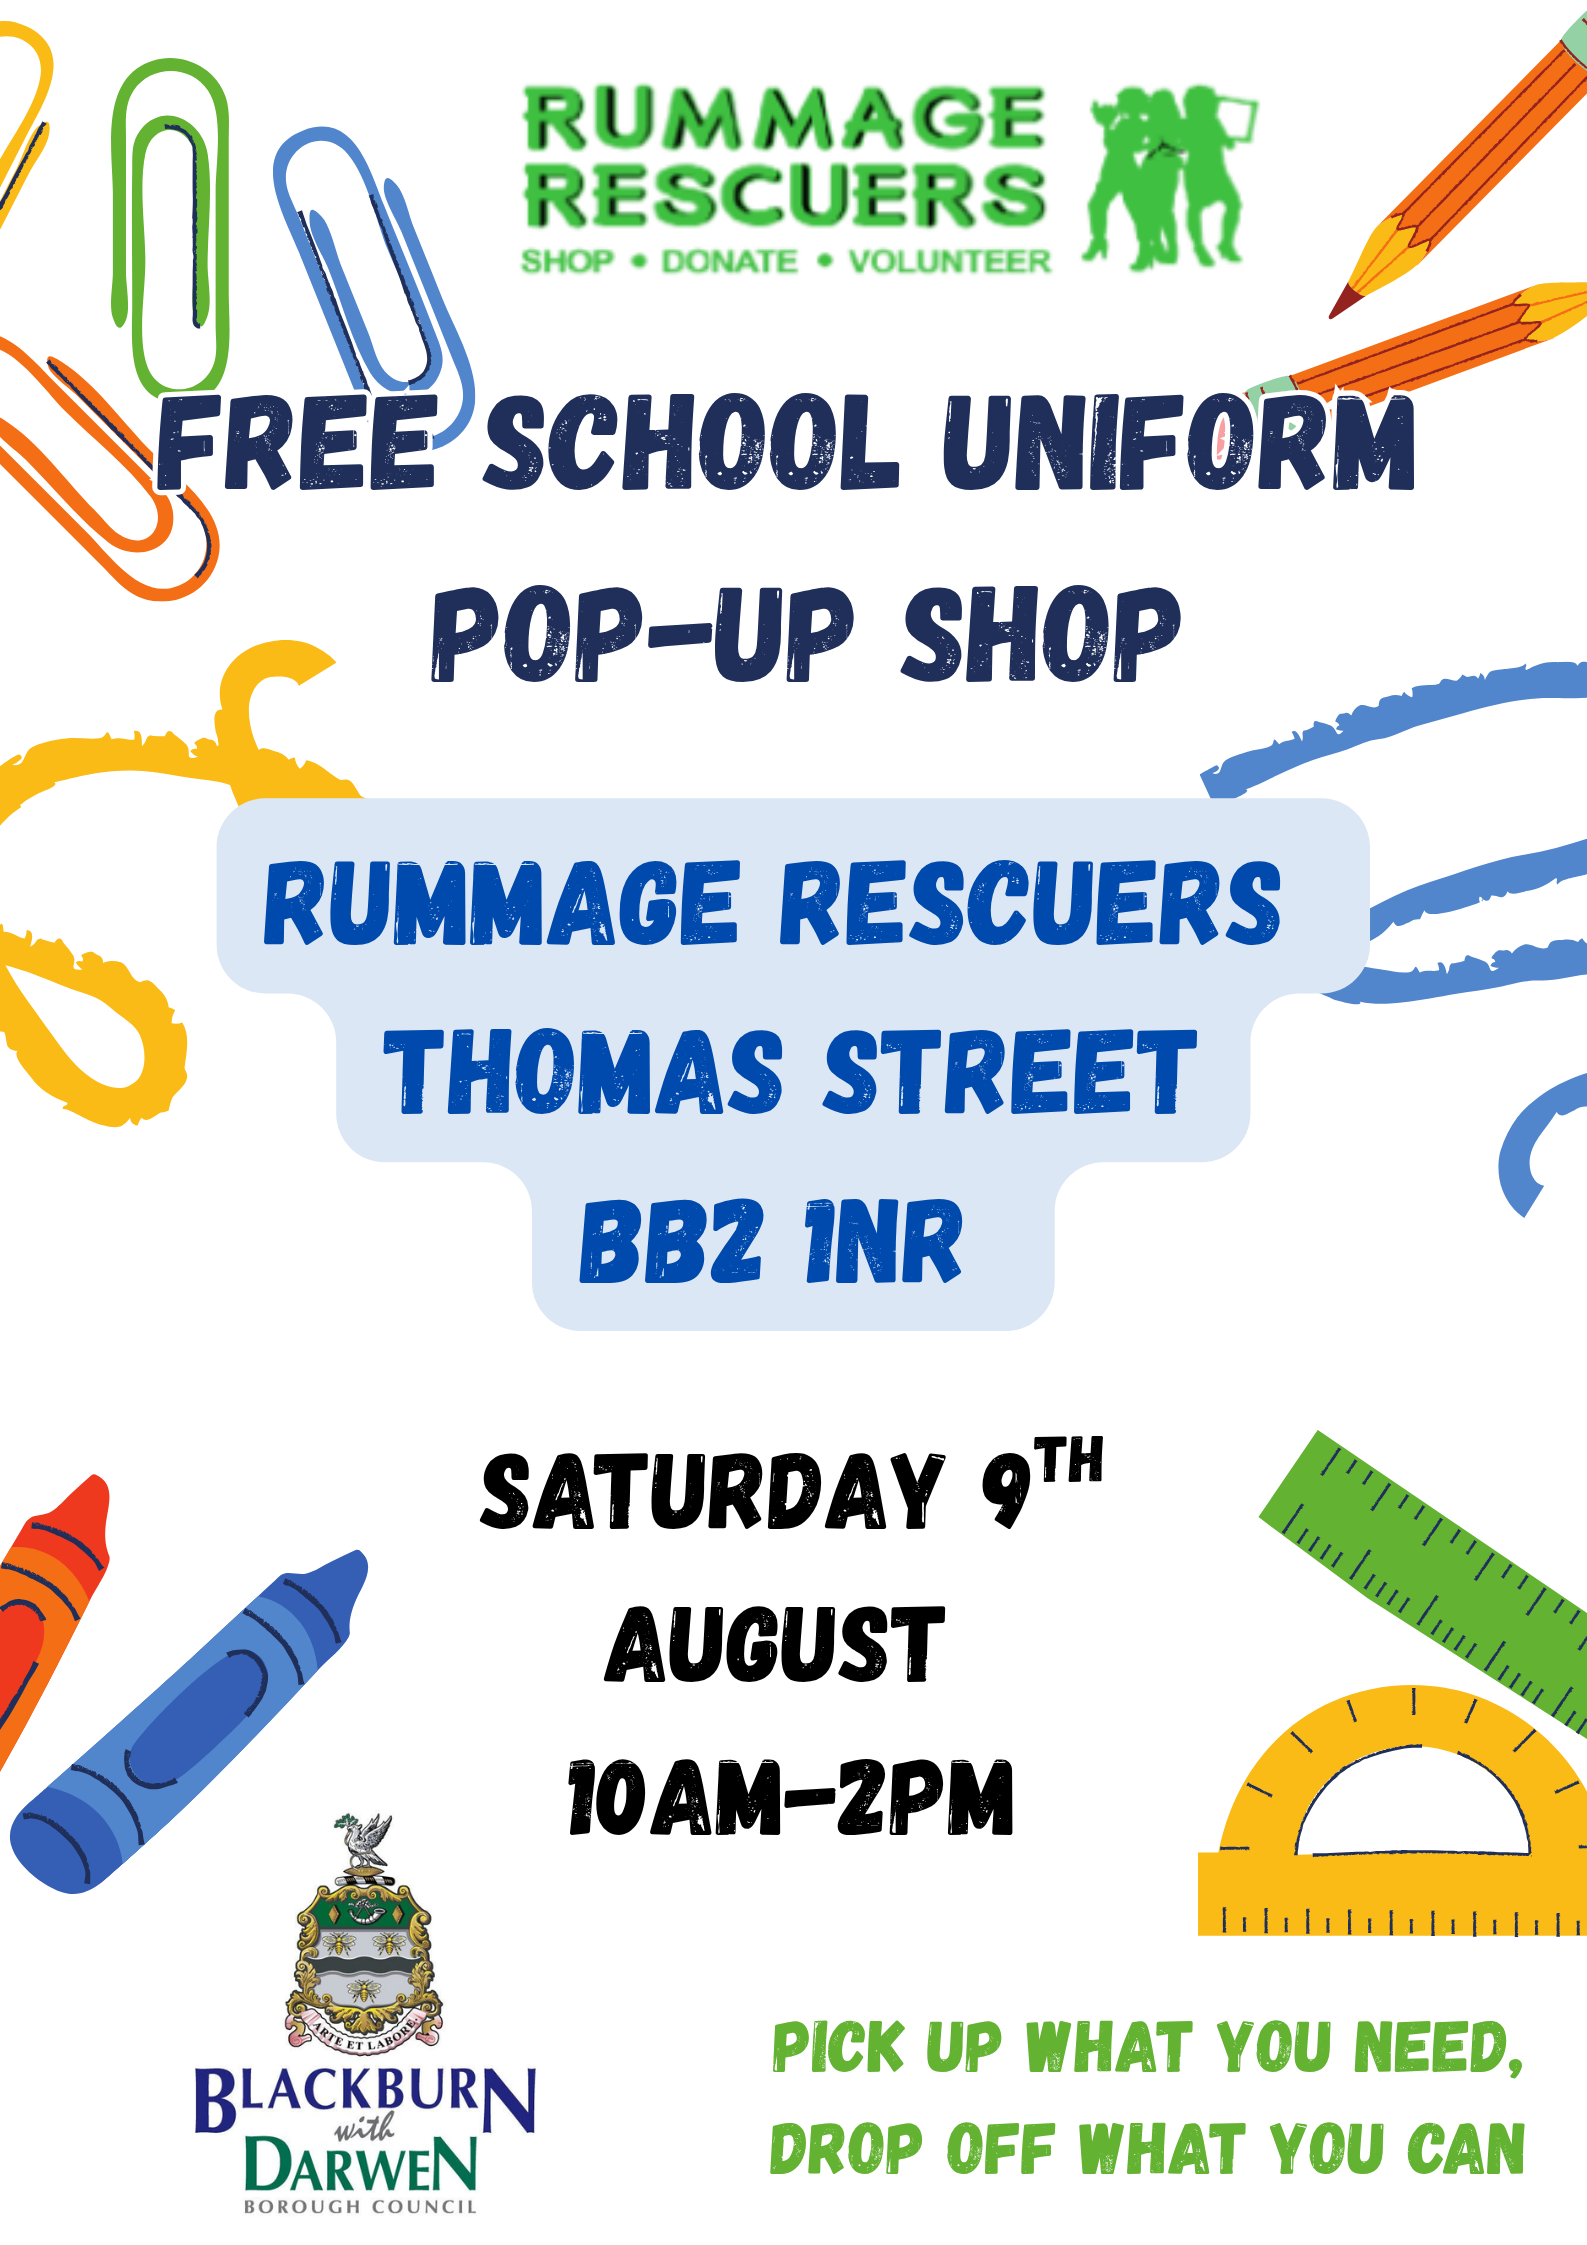 RUMMAGE
RESCUERS
SHOP • DONATE • VOLUNTEER
FREE SCHOOL UNIFORM
POP-UP SHOP
RUMMAGE RESCUERS
THOMAS STREET
BB2 1NR
SATURDAY 9TH
AUGUST
10AM-2PM
ARTE ET LABORE.
BLACKBURN
with
DARWEN
BOROUGH COUNCIL
PICK UP WHAT YOU NEED,
DROP OFF WHAT YOU CAN